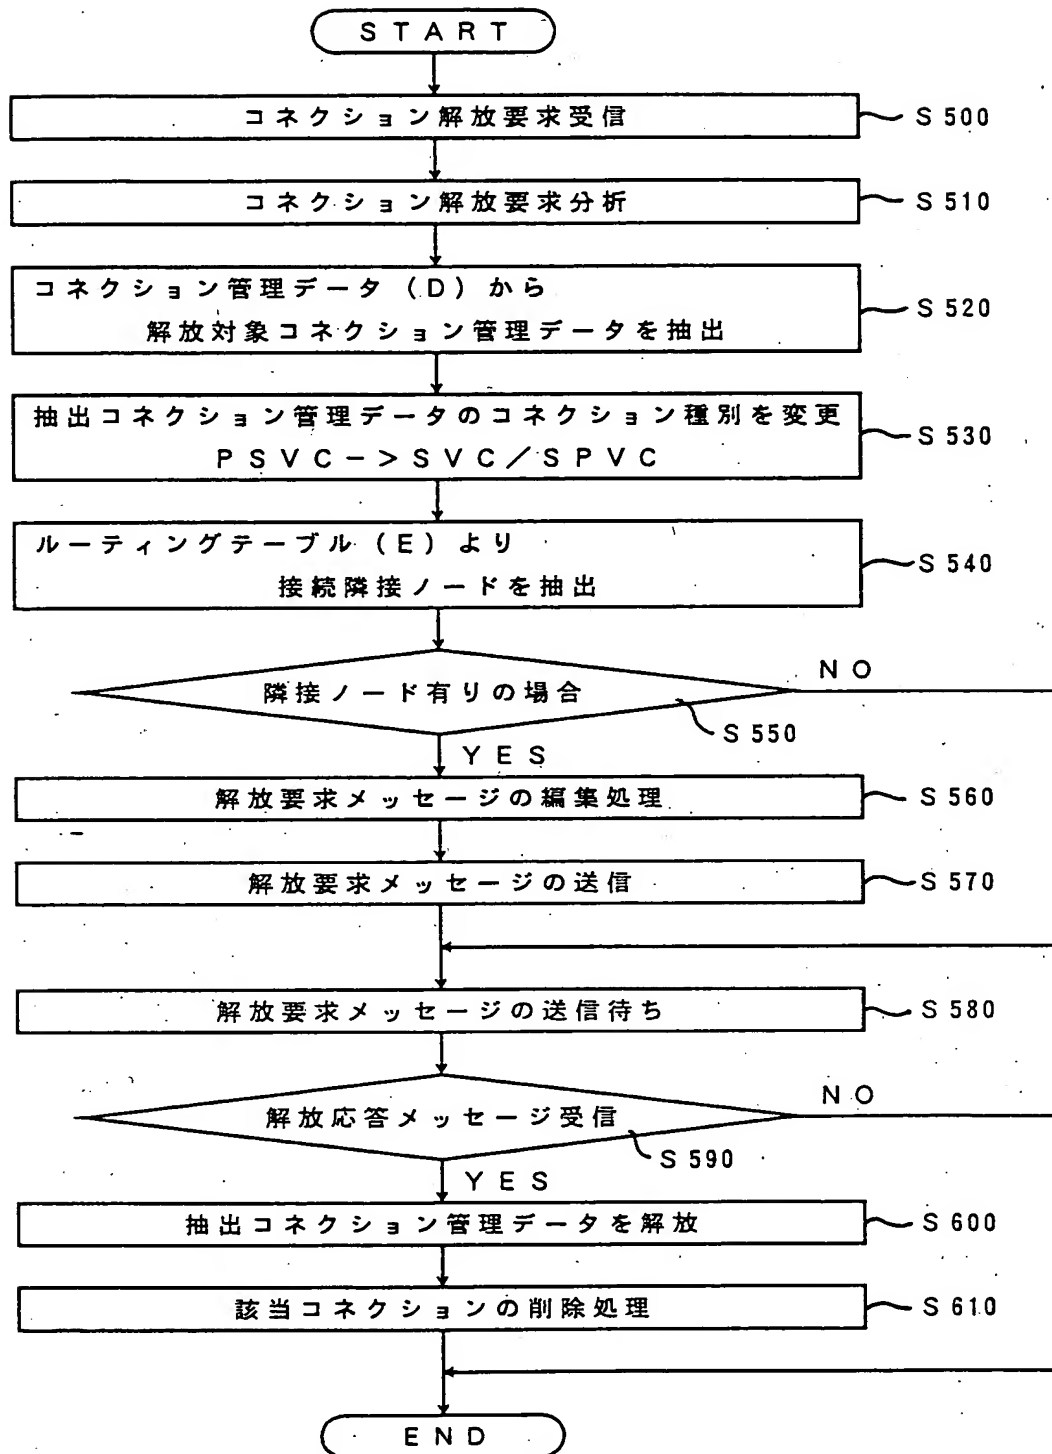 START
コネクション解放要求受信
S500
コネクション解放要求分析
S510
コネクション管理データ(D)から
解放対象コネクション管理データを抽出
S520
抽出コネクション管理データのコネクション種別を変更
PSVC->SVC/SPVC
S530
ルーティングテーブル(E)より
接続隣接ノードを抽出
S540
隣接ノード有りの場合
NO
S550
YES
解放要求メッセージの編集処理
S560
解放要求メッセージの送信
S570
解放要求メッセージの送信待ち
S580
解放応答メッセージ受信
NO
S590
YES
抽出コネクション管理データを解放
S600
該当コネクションの削除処理
S610
END